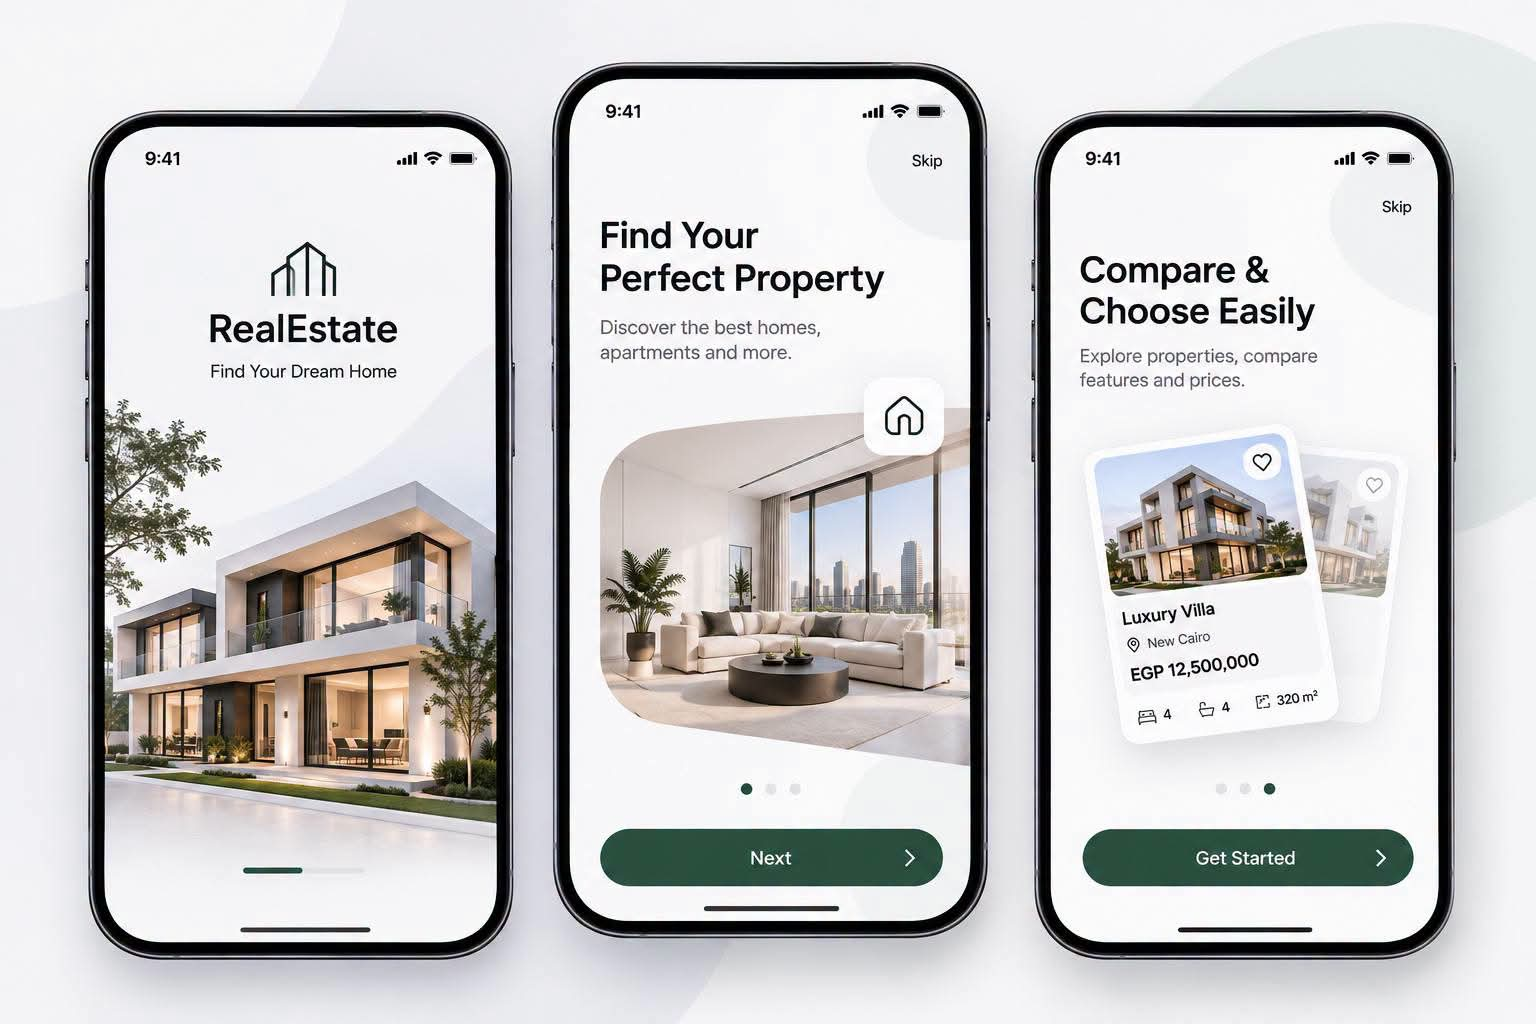 9:41
RealEstate
Find Your Dream Home
9:41
Skip
Find Your
Perfect Property
Discover the best homes,
apartments and more.
Next
9:41
Skip
Compare &
Choose Easily
Explore properties, compare
features and prices.
Luxury Villa
New Cairo
EGP 12,500,000
4 4 320 m²
Get Started